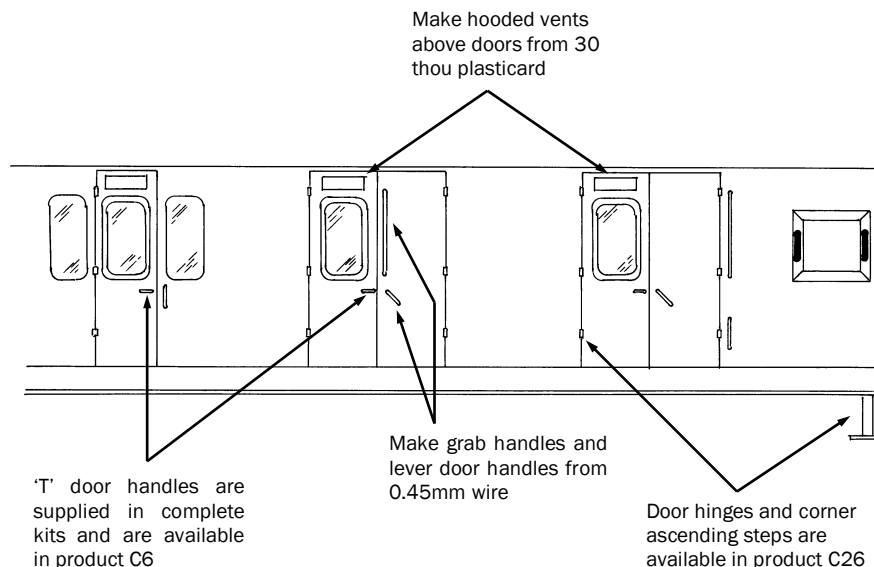 Make hooded vents
above doors from 30
thou plasticard
Make grab handles and
lever door handles from
0.45mm wire
‘T’ door handles are
supplied in complete
kits and are available
in product C6
Door hinges and corner
ascending steps are
available in product C26